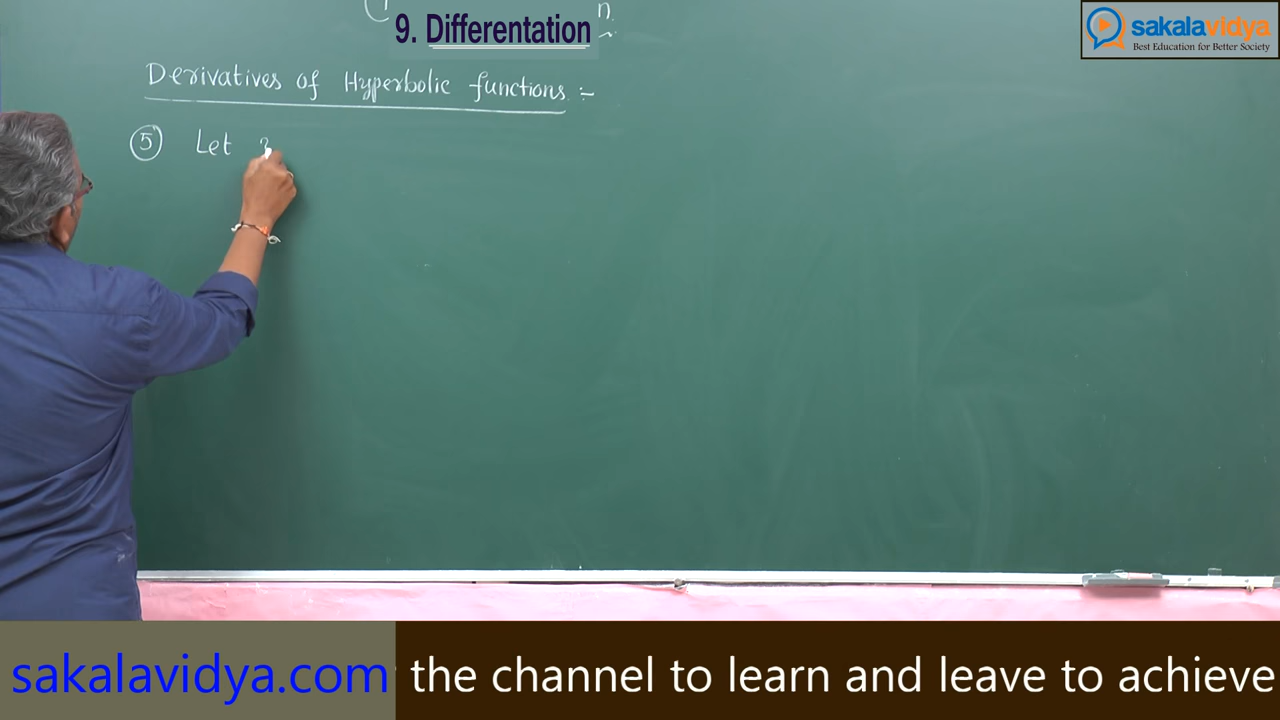 9. Differentation
sakalavidya
Best Education for Better Society
Derivatives of Hyperbolic functions :-
5 Let
sakalavidya.com
the channel to learn and leave to achieve